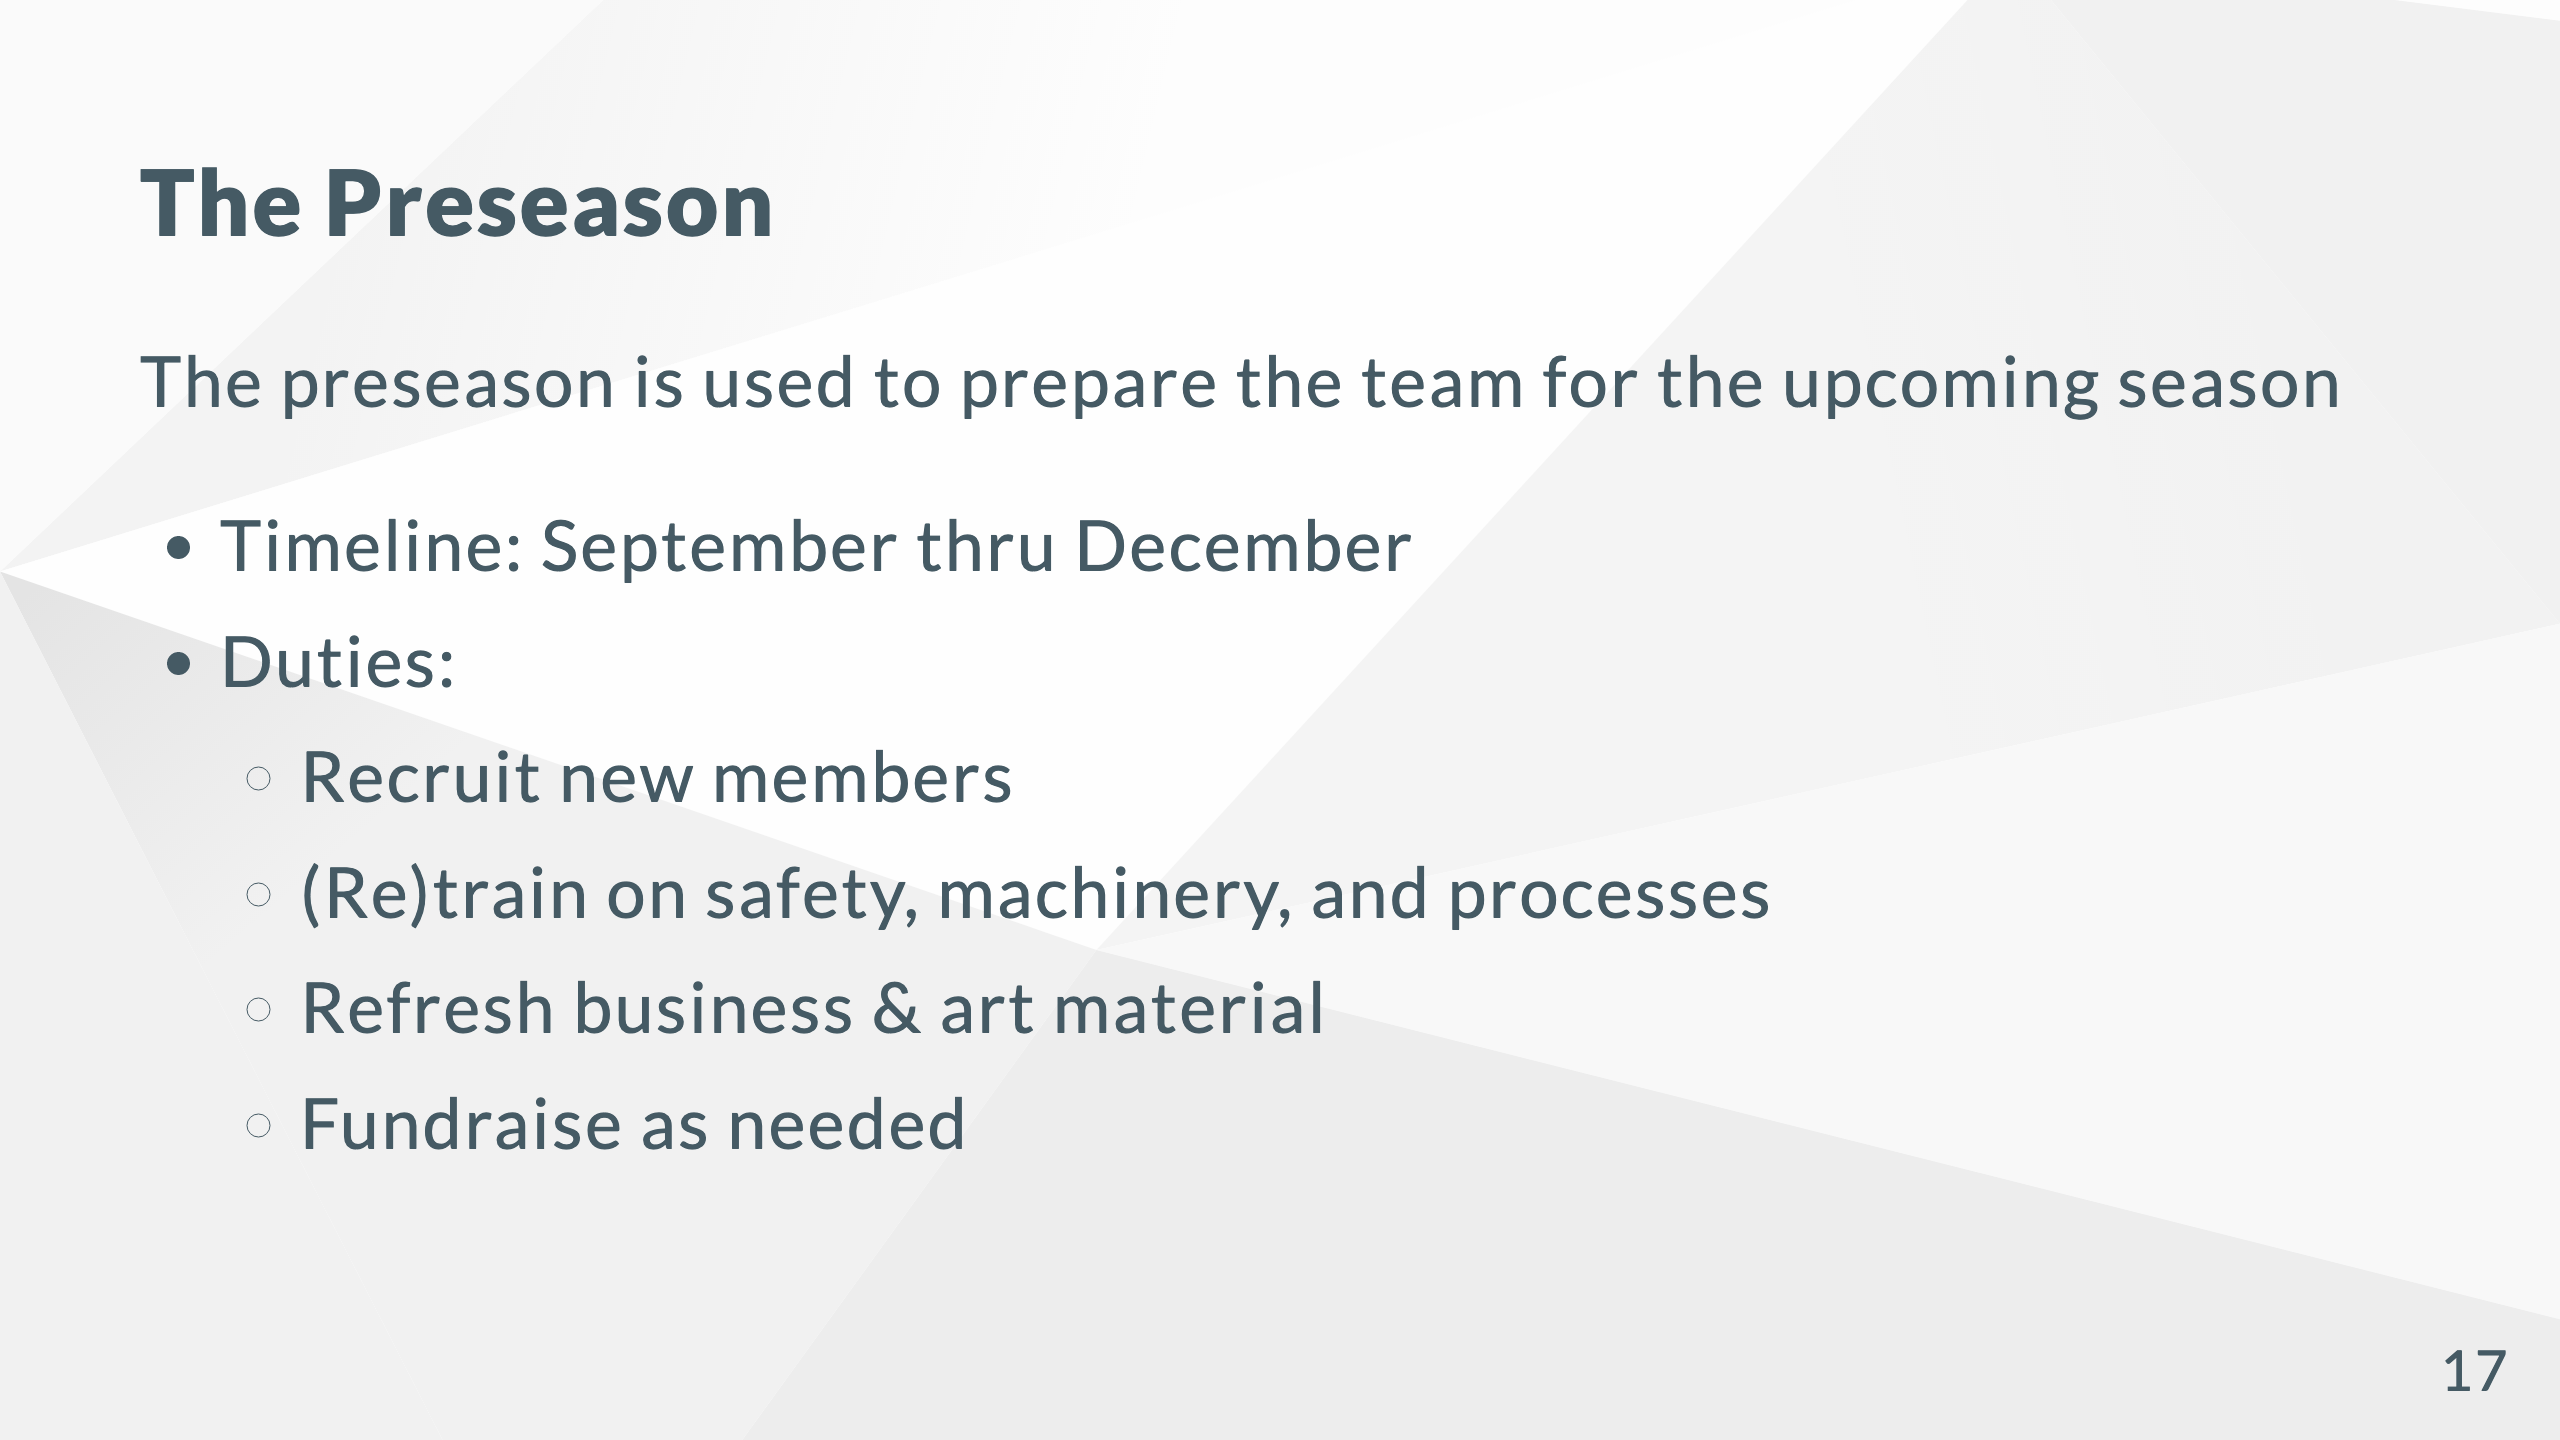 The Preseason
The preseason is used to prepare the team for the upcoming season
• Timeline: September thru December
• Duties:
○ Recruit new members
○ (Re)train on safety, machinery, and processes
○ Refresh business & art material
○ Fundraise as needed
17